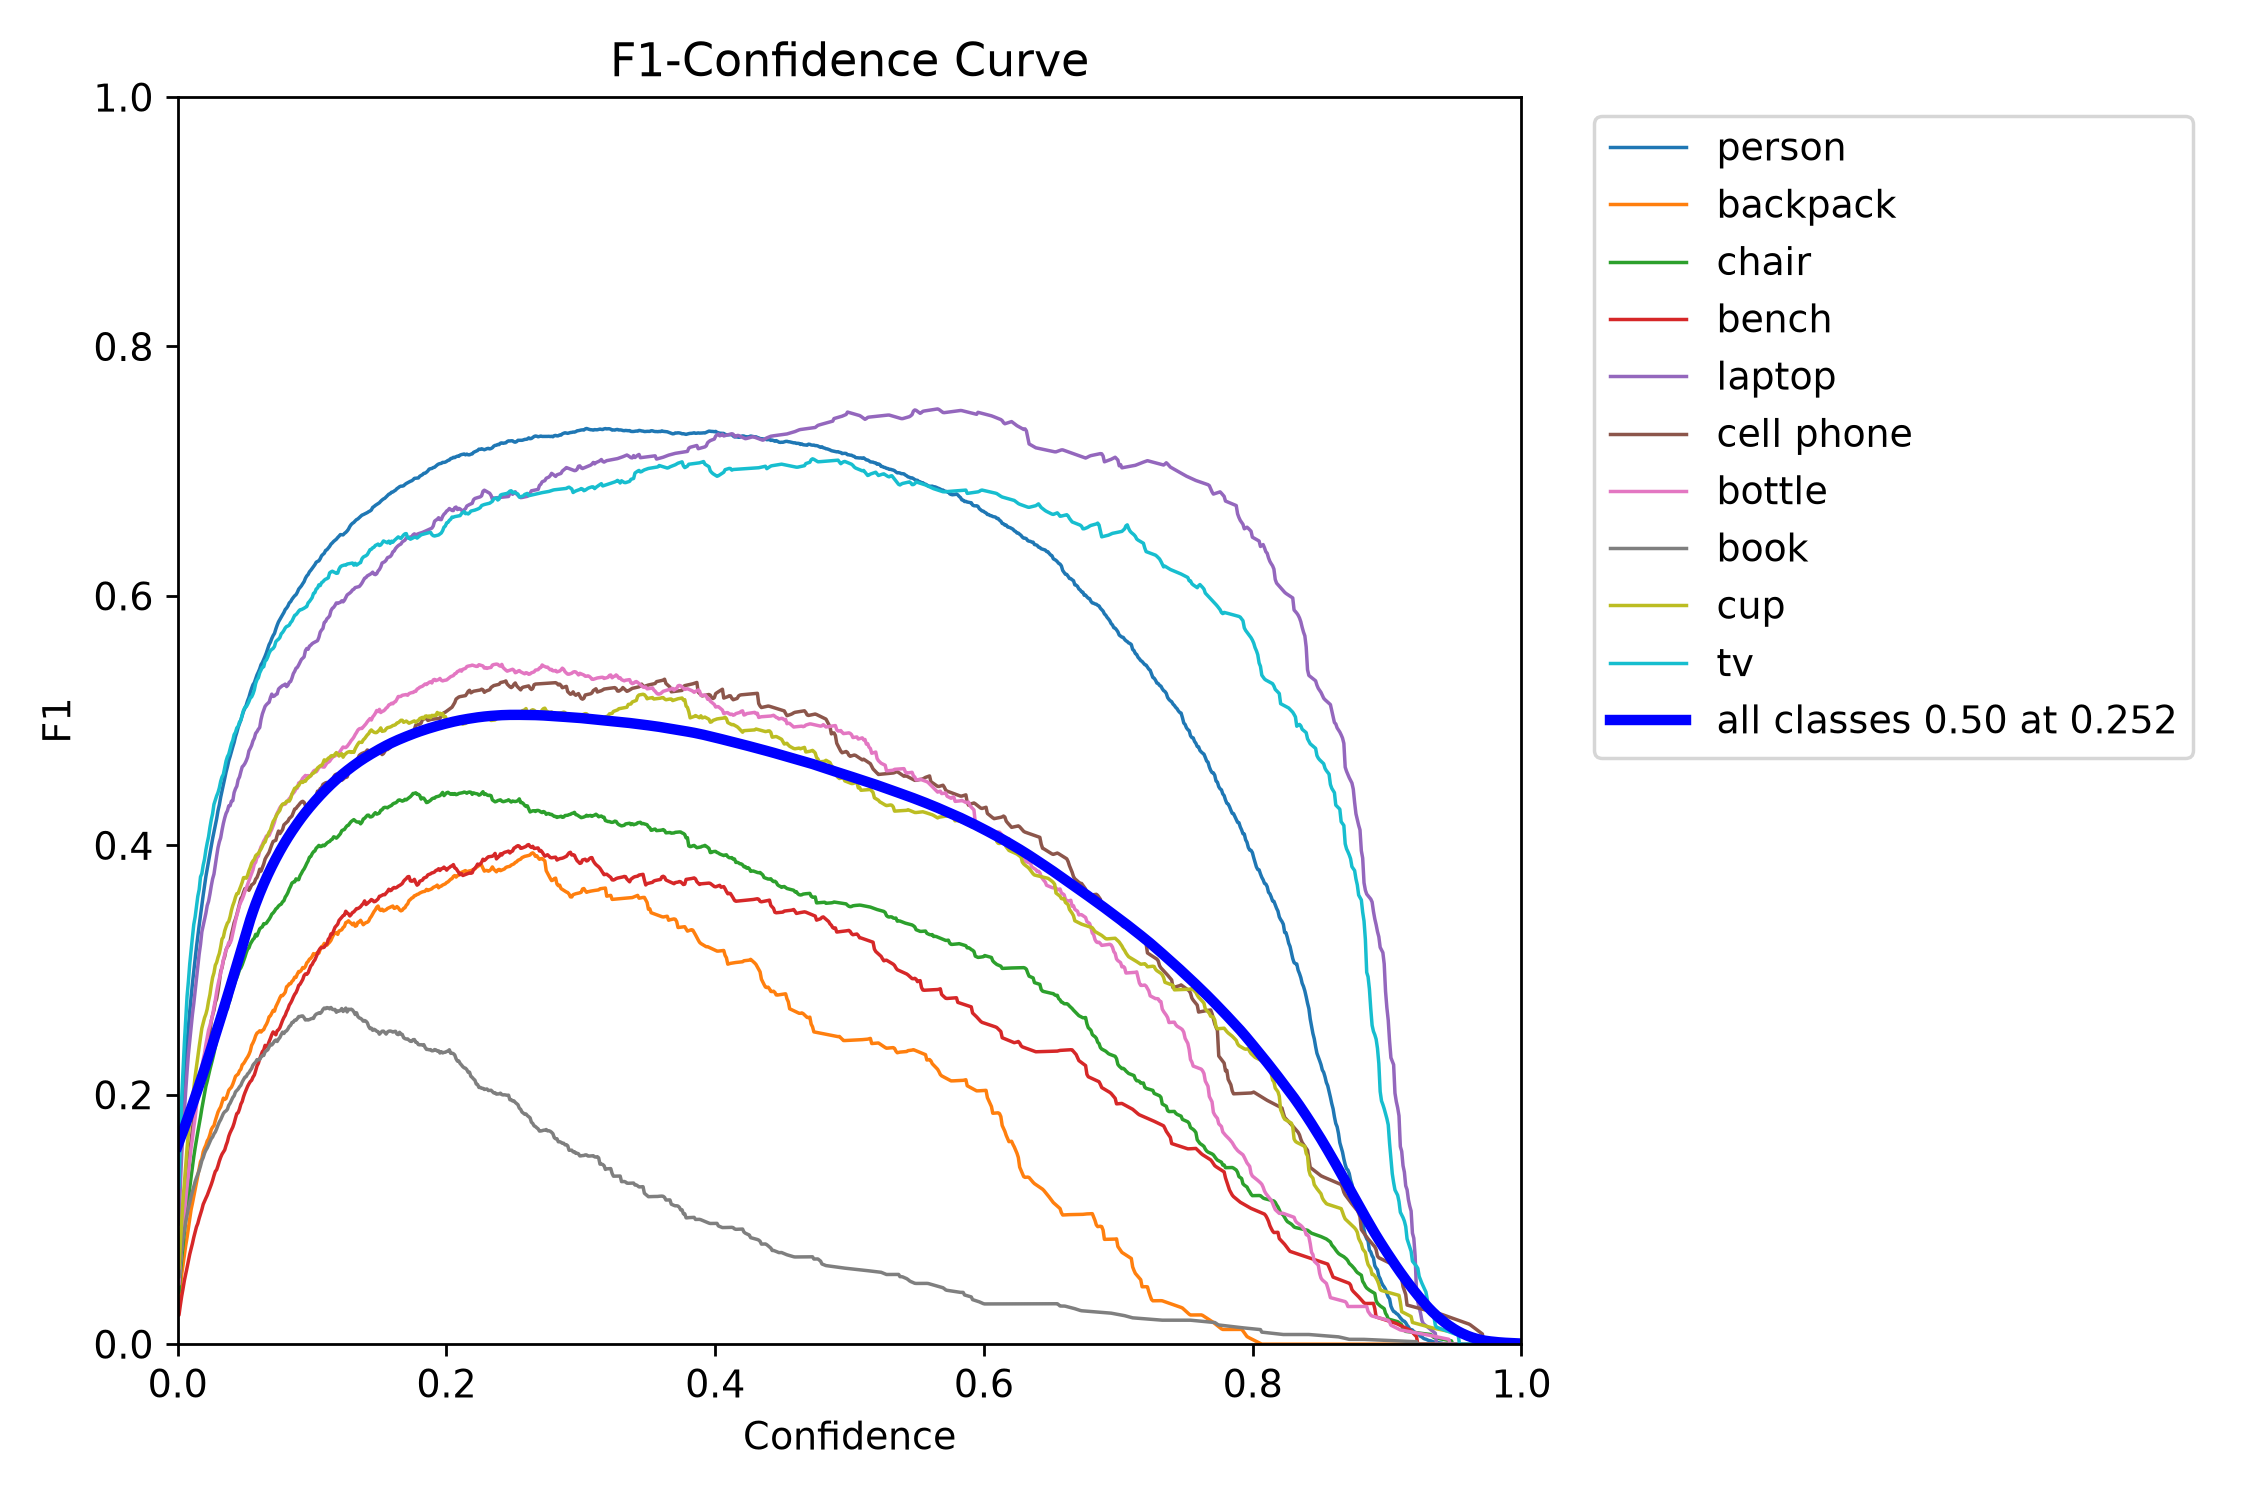 F1-Confidence Curve
1.0
0.8
0.6
0.4
0.2
0.0
F1
0.0 0.2 0.4 0.6 0.8 1.0
Confidence
person
backpack
chair
bench
laptop
cell phone
bottle
book
cup
tv
all classes 0.50 at 0.252